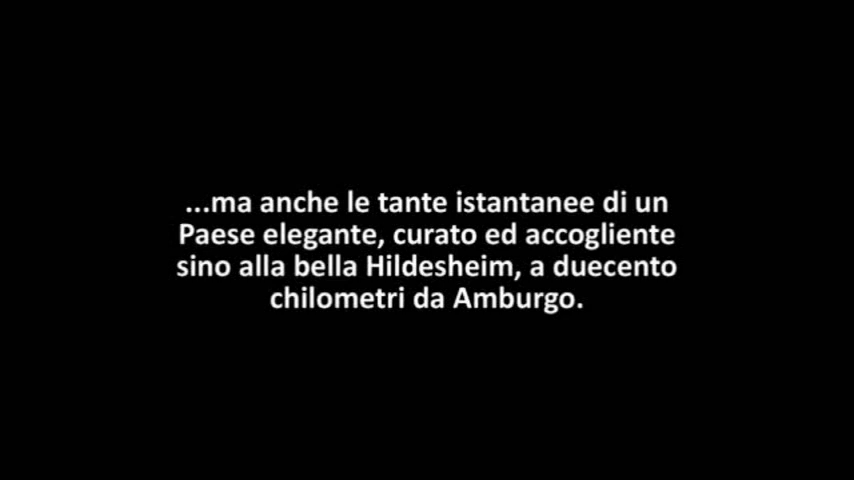 ...ma anche le tante istantanee di un
Paese elegante, curato ed accogliente
sino alla bella Hildesheim, a duecento
chilometri da Amburgo.